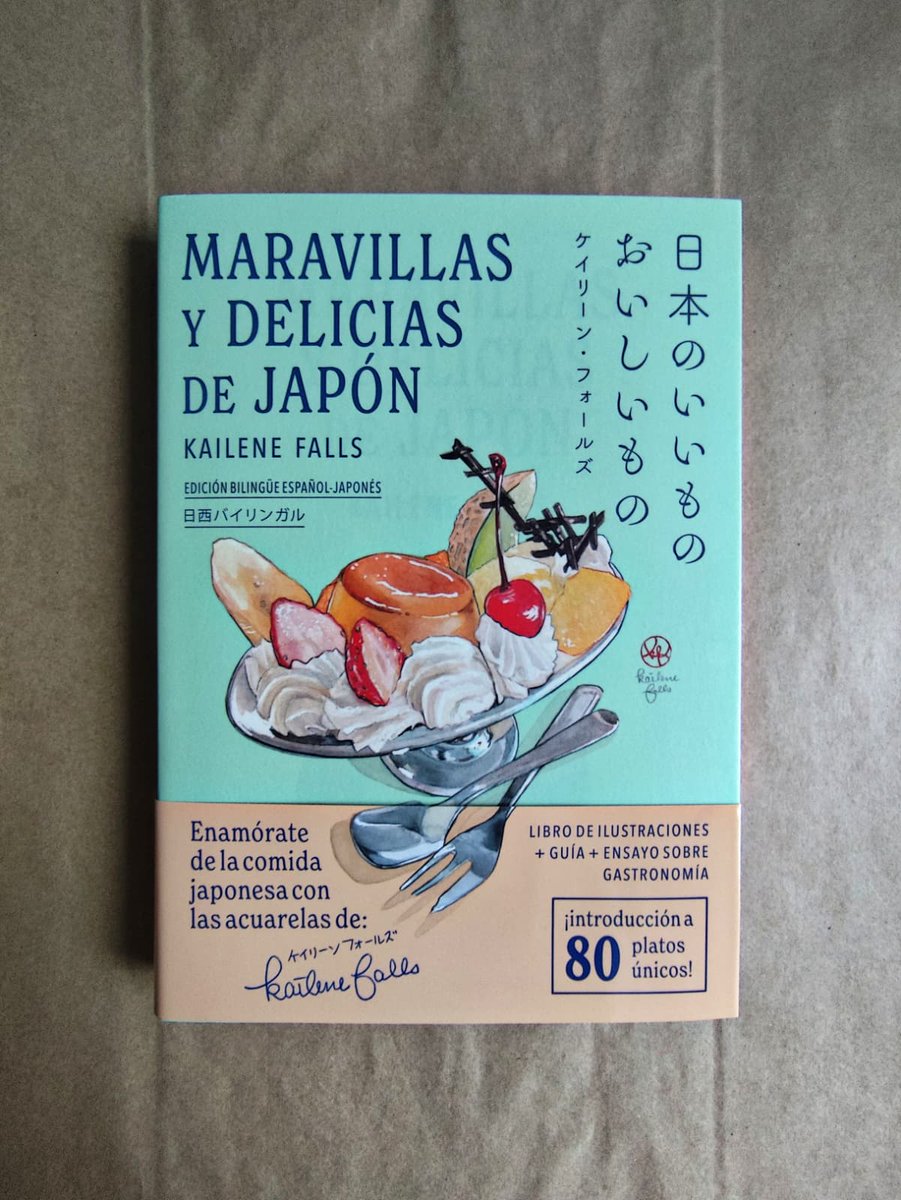 MARAVILLAS
Y DELICIAS
DE JAPÓN
KAILENE FALLS
EDICIÓN BILINGÜE ESPAÑOL-JAPONÉS
日西バイリンガル
日本のいいもの
おいしいもの
ケイリーン・フォールズ
kailene
falls
Enamórate
de la comida
japonesa con
las acuarelas de:
ケイリーン フォールズ
kailene falls
LIBRO DE ILUSTRACIONES
+ GUÍA + ENSAYO SOBRE
GASTRONOMÍA
¡introducción a
80 platos
únicos!